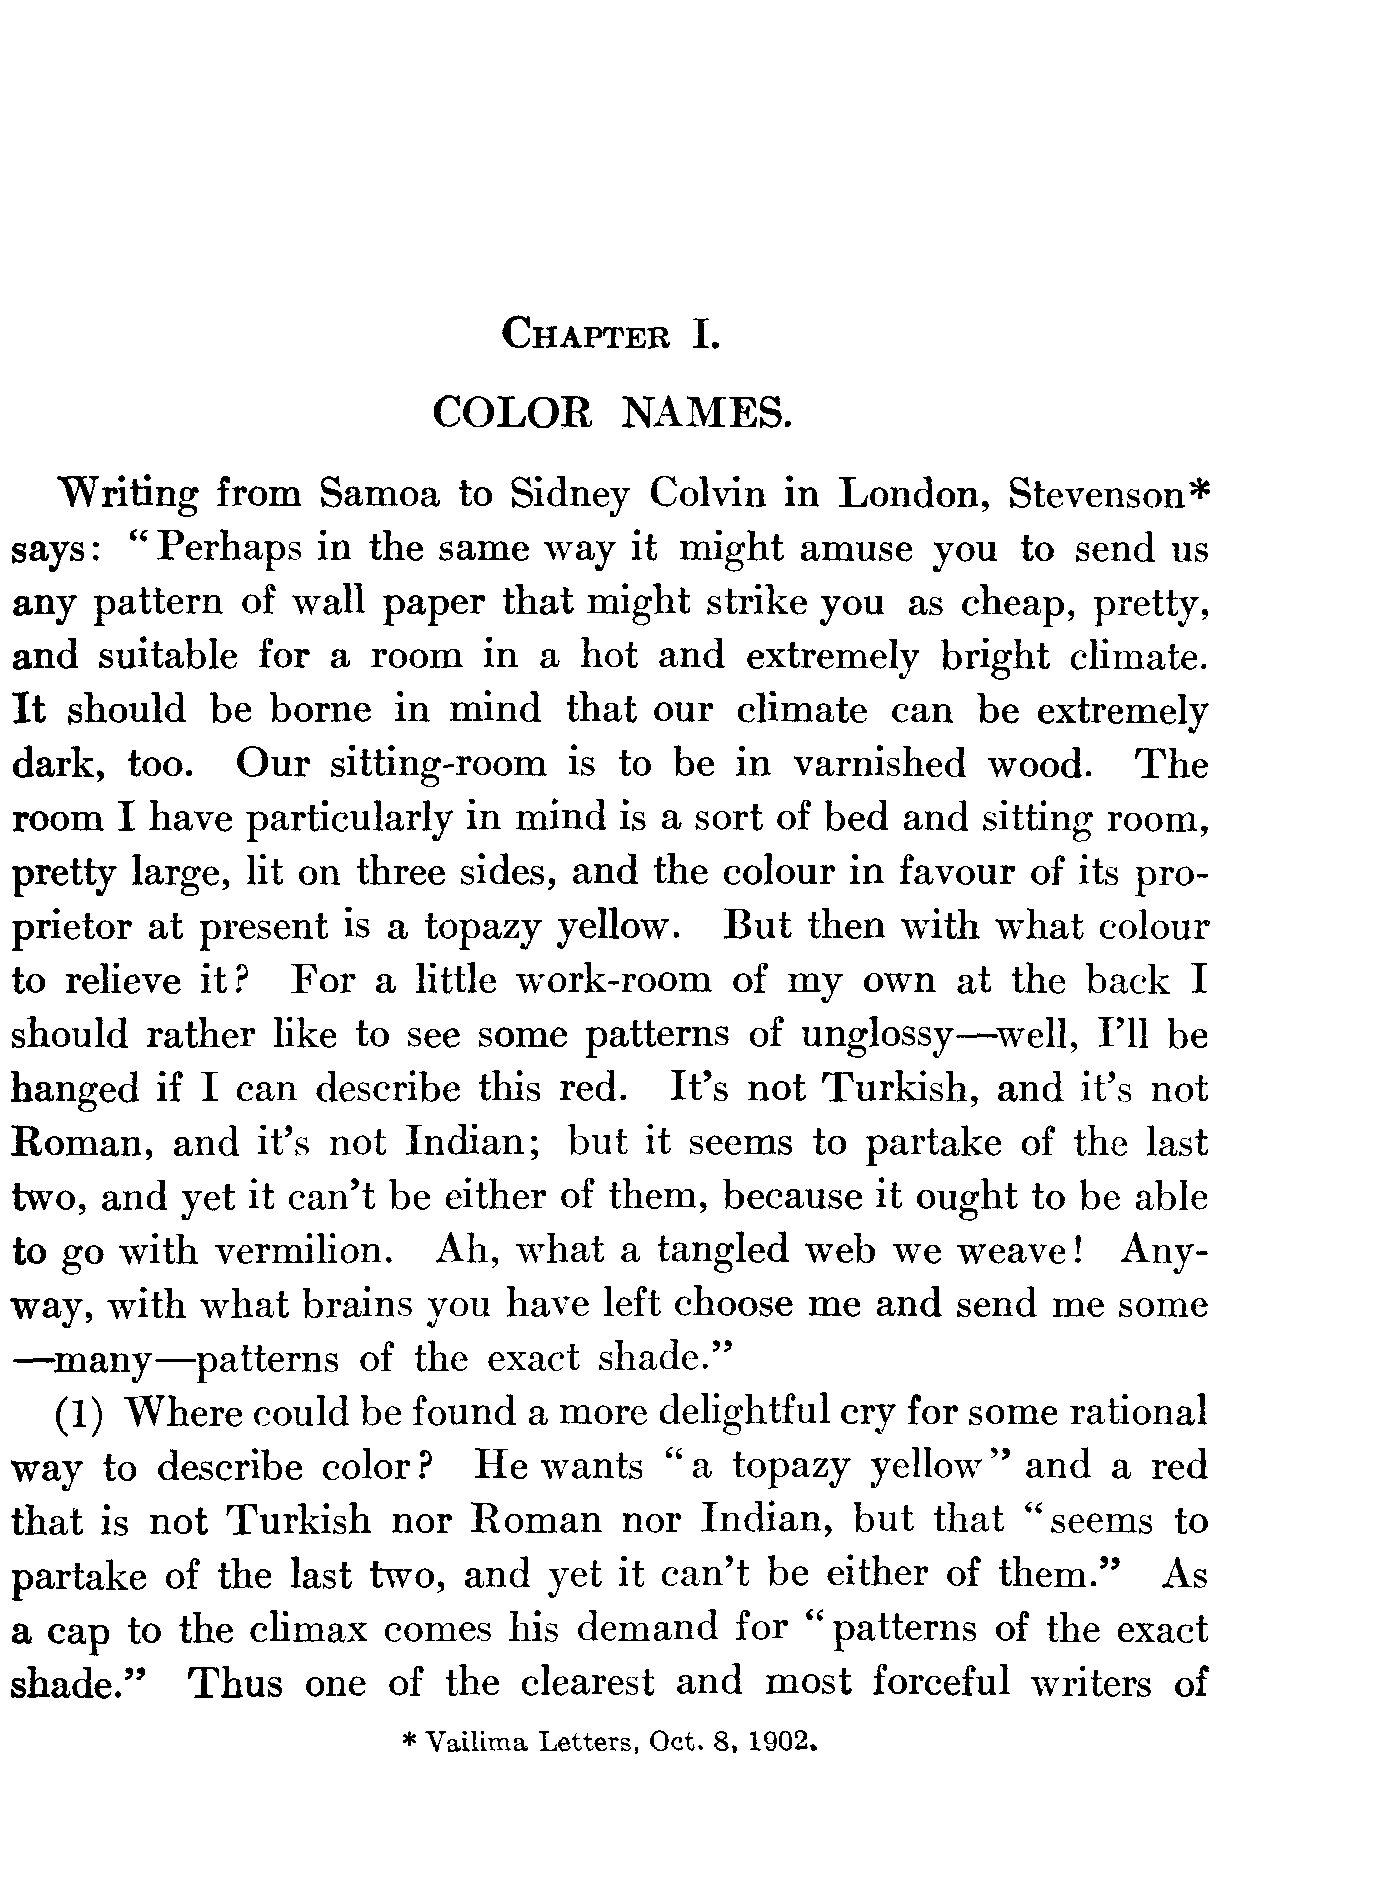 CHAPTER I.
COLOR NAMES.
Writing from Samoa to Sidney Colvin in London, Stevenson*
says: "Perhaps in the same way it might amuse you to send us
any pattern of wall paper that might strike you as cheap, pretty,
and suitable for a room in a hot and extremely bright climate.
It should be borne in mind that our climate can be extremely
dark, too. Our sitting-room is to be in varnished wood. The
room I have particularly in mind is a sort of bed and sitting room,
pretty large, lit on three sides, and the colour in favour of its pro-
prietor at present is a topazy yellow. But then with what colour
to relieve it? For a little work-room of my own at the back I
should rather like to see some patterns of unglossy—well, I'll be
hanged if I can describe this red. It's not Turkish, and it's not
Roman, and it's not Indian; but it seems to partake of the last
two, and yet it can't be either of them, because it ought to be able
to go with vermilion. Ah, what a tangled web we weave! Any-
way, with what brains you have left choose me and send me some
—many—patterns of the exact shade."
(1) Where could be found a more delightful cry for some rational
way to describe color? He wants "a topazy yellow" and a red
that is not Turkish nor Roman nor Indian, but that "seems to
partake of the last two, and yet it can't be either of them." As
a cap to the climax comes his demand for "patterns of the exact
shade." Thus one of the clearest and most forceful writers of
* Vailima Letters, Oct. 8, 1902.